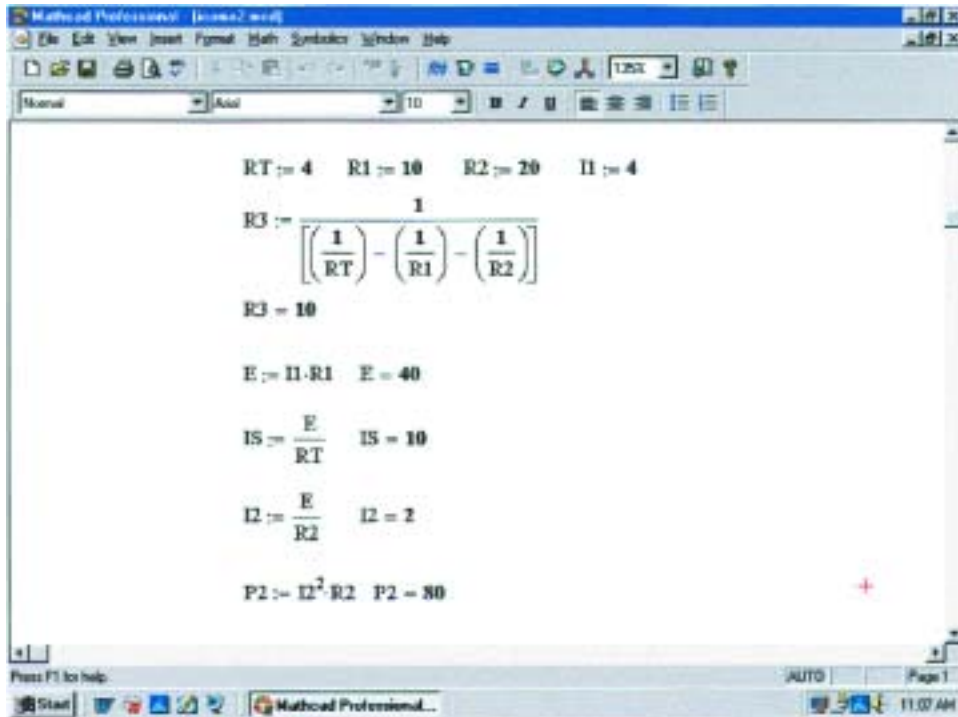 Mathcad Professional - [
File Edit View Insert Format Math Symbolics Window Help
125%
Normal Arial 10 B I U
RT := 4 R1 := 10 R2 := 20 I1 := 4
R3 := 1 / [(1/RT) - (1/R1) - (1/R2)]
R3 = 10
E := I1·R1 E = 40
IS := E/RT IS = 10
I2 := E/R2 I2 = 2
P2 := I2²·R2 P2 = 80
Press F1 for help.
AUTO Page 1
Start Mathcad Professional... 11:07 AM